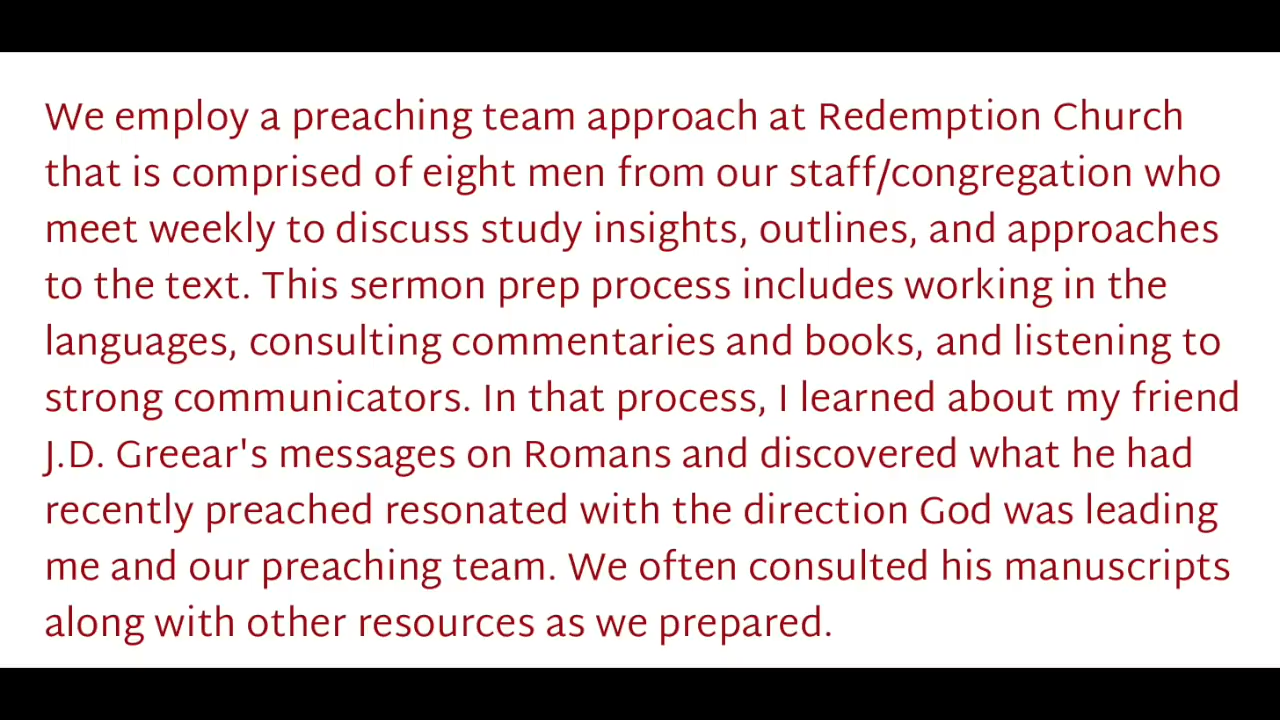 We employ a preaching team approach at Redemption Church
that is comprised of eight men from our staff/congregation who
meet weekly to discuss study insights, outlines, and approaches
to the text. This sermon prep process includes working in the
languages, consulting commentaries and books, and listening to
strong communicators. In that process, I learned about my friend
J.D. Greear's messages on Romans and discovered what he had
recently preached resonated with the direction God was leading
me and our preaching team. We often consulted his manuscripts
along with other resources as we prepared.